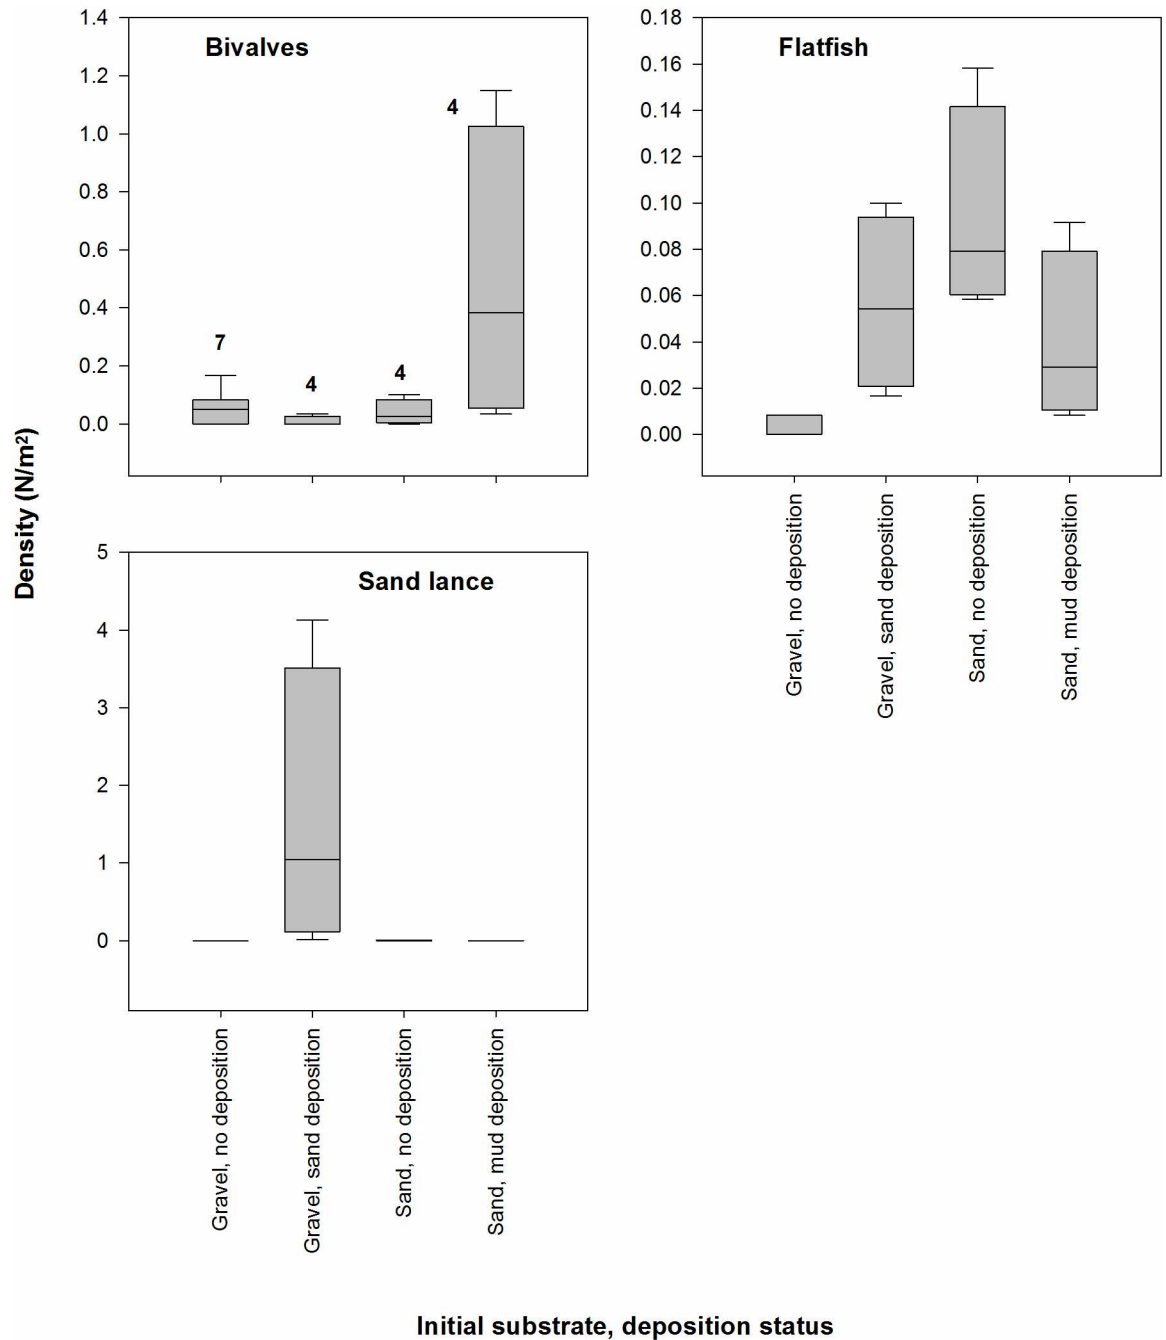 Bivalves
1.4
1.2
1.0
0.8
0.6
0.4
0.2
0.0
7
4
4
4
Flatfish
0.18
0.16
0.14
0.12
0.10
0.08
0.06
0.04
0.02
0.00
Gravel, no deposition
Gravel, sand deposition
Sand, no deposition
Sand, mud deposition
Density (N/m²)
Sand lance
5
4
3
2
1
0
Gravel, no deposition
Gravel, sand deposition
Sand, no deposition
Sand, mud deposition
Initial substrate, deposition status